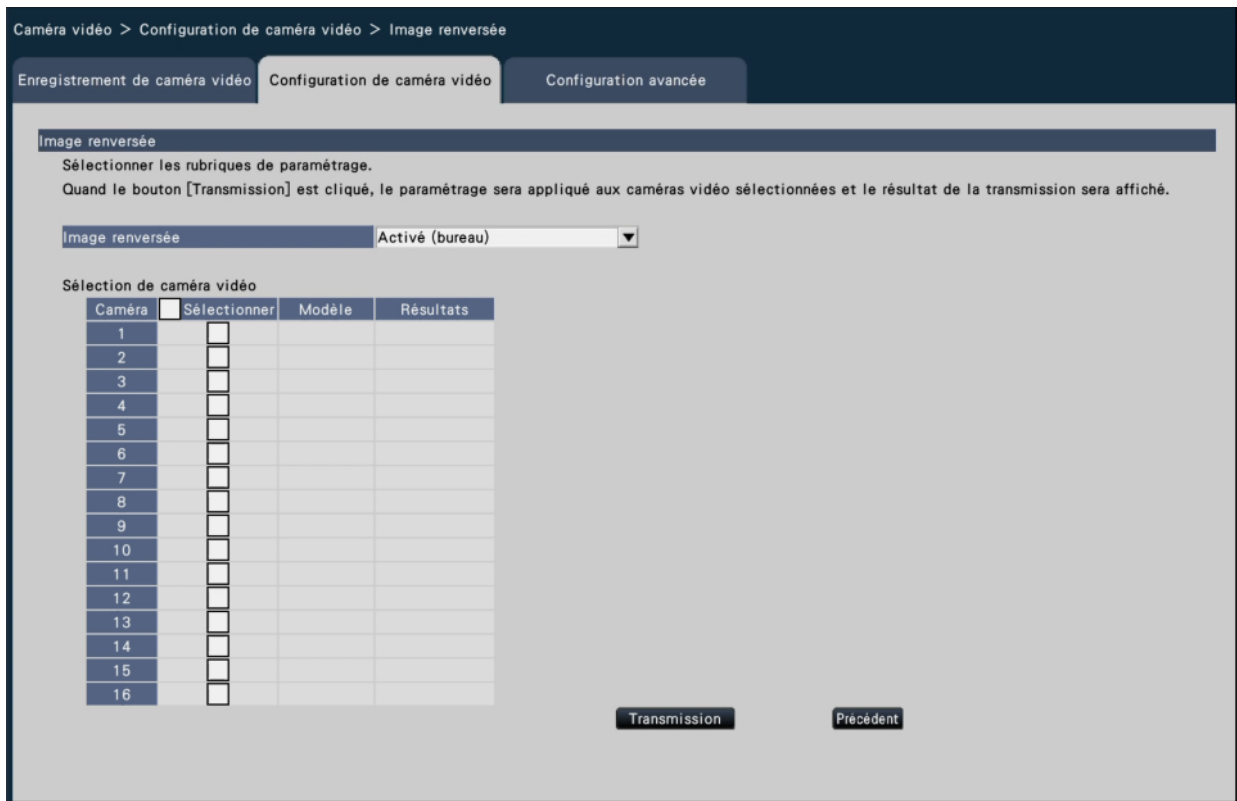 Caméra vidéo > Configuration de caméra vidéo > Image renversée
Enregistrement de caméra vidéo Configuration de caméra vidéo Configuration avancée
Image renversée
Sélectionner les rubriques de paramétrage.
Quand le bouton [Transmission] est cliqué, le paramétrage sera appliqué aux caméras vidéo sélectionnées et le résultat de la transmission sera affiché.
Image renversée Activé (bureau)
Sélection de caméra vidéo
Caméra Sélectionner Modèle Résultats
1
2
3
4
5
6
7
8
9
10
11
12
13
14
15
16
Transmission Précédent